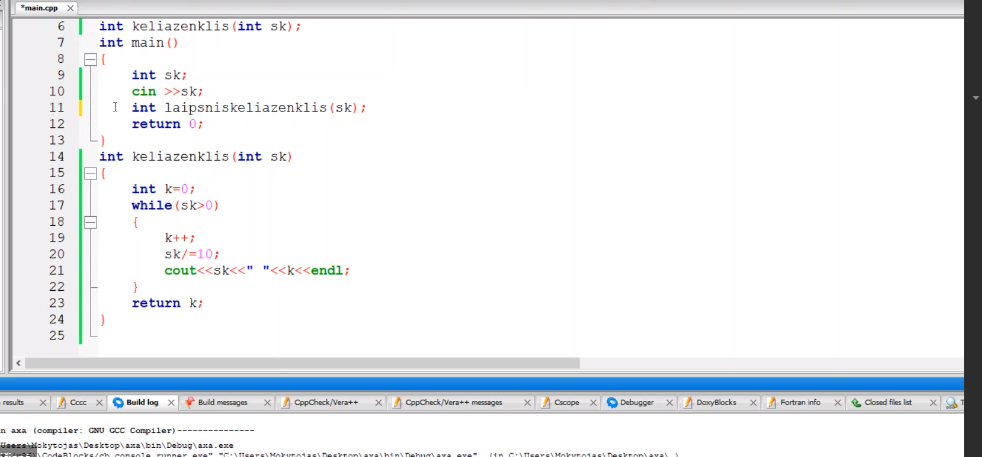 *main.cpp
6 int keliazenklis(int sk);
7 int main()
8 {
9 int sk;
10 cin >>sk;
11 int laipsniskeliazenklis(sk);
12 return 0;
13 }
14 int keliazenklis(int sk)
15 {
16 int k=0;
17 while(sk>0)
18 {
19 k++;
20 sk/=10;
21 cout<<sk<<" "<<k<<endl;
22 }
23 return k;
24 }
25
results Cccc Build log Build messages CppCheck/Vera++ CppCheck/Vera++ messages Cscope Debugger DoxyBlocks Fortran info Closed files list
n axa (compiler: GNU GCC Compiler)---------------
Users\Mokytojas\Desktop\axa\bin\Debug\axa.exe
\CodeBlocks/cb_console_runner.exe" "C:\Users\Mokytojas\Desktop\axa\bin\Debug\axa.exe" (in C:\Users\Mokytojas\Desktop\axa\.)